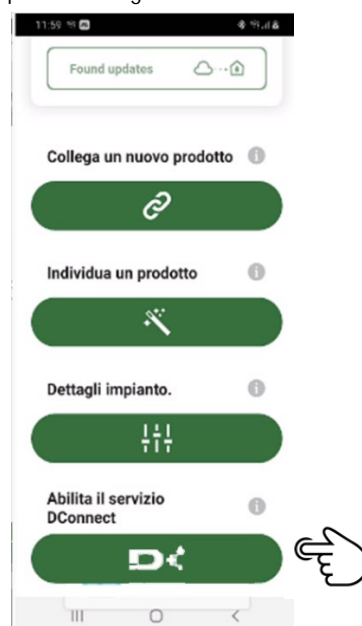 11:59
Found updates
Collega un nuovo prodotto
Individua un prodotto
Dettagli impianto.
Abilita il servizio
DConnect